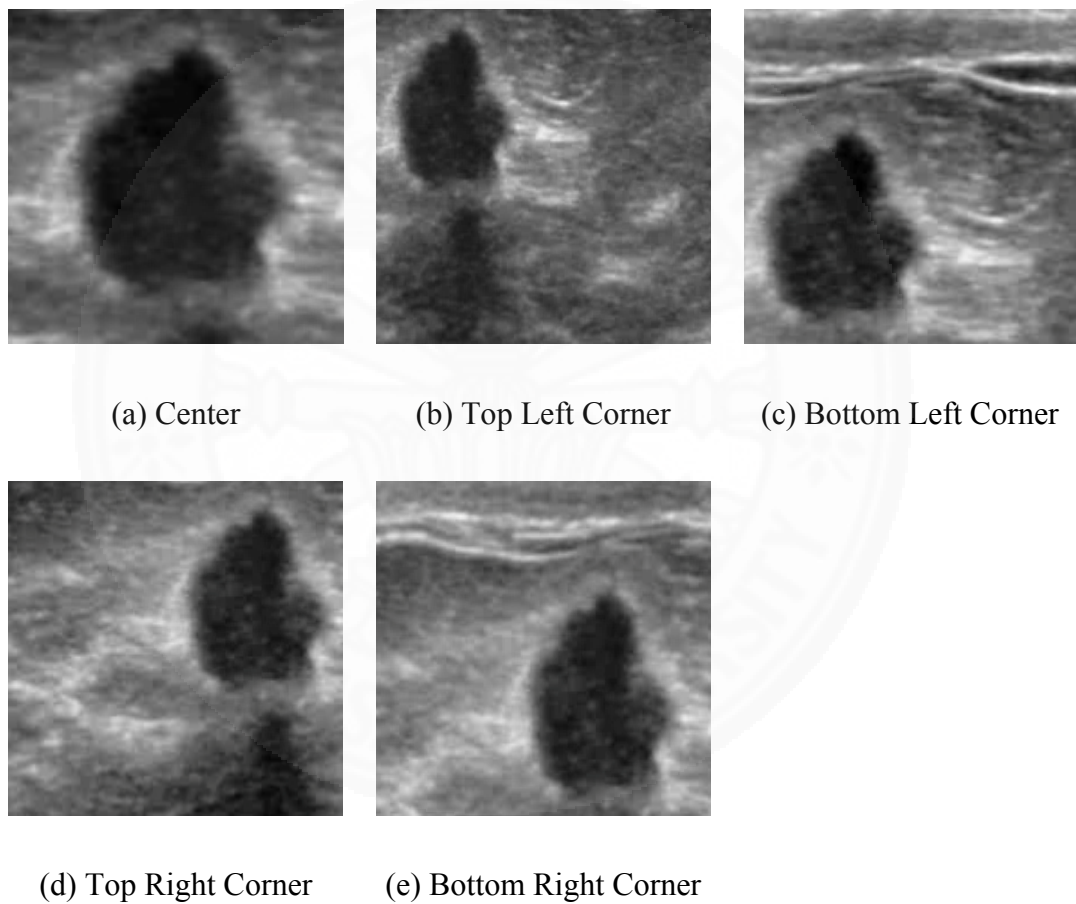 (a) Center
(b) Top Left Corner
(c) Bottom Left Corner
(d) Top Right Corner
(e) Bottom Right Corner